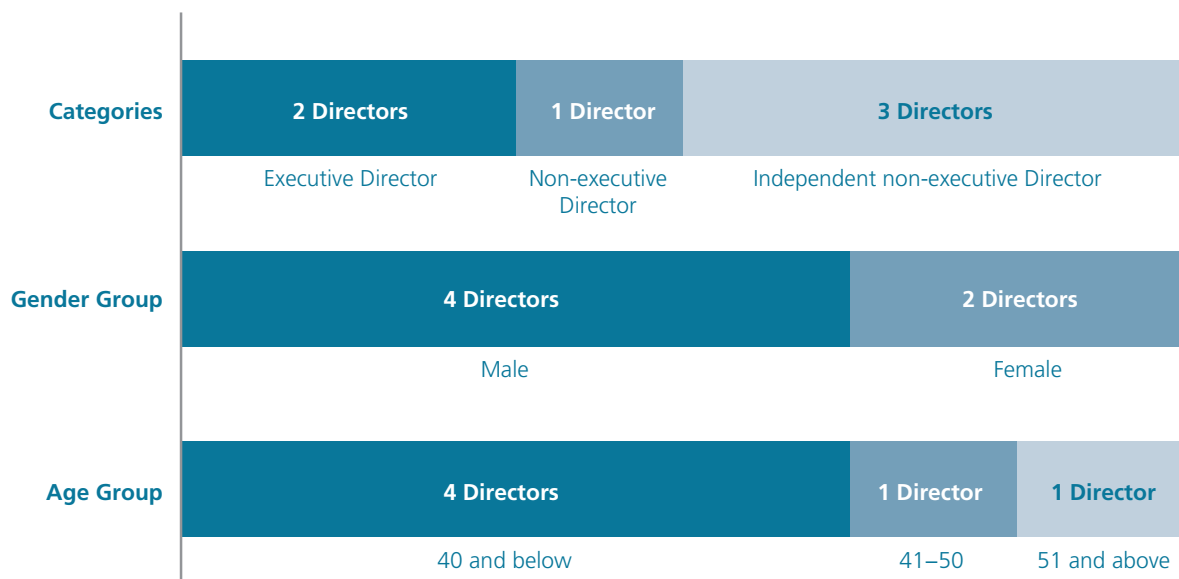 Categories
2 Directors
1 Director
3 Directors
Executive Director
Non-executive
Director
Independent non-executive Director
Gender Group
4 Directors
2 Directors
Male
Female
Age Group
4 Directors
1 Director
1 Director
40 and below
41–50
51 and above